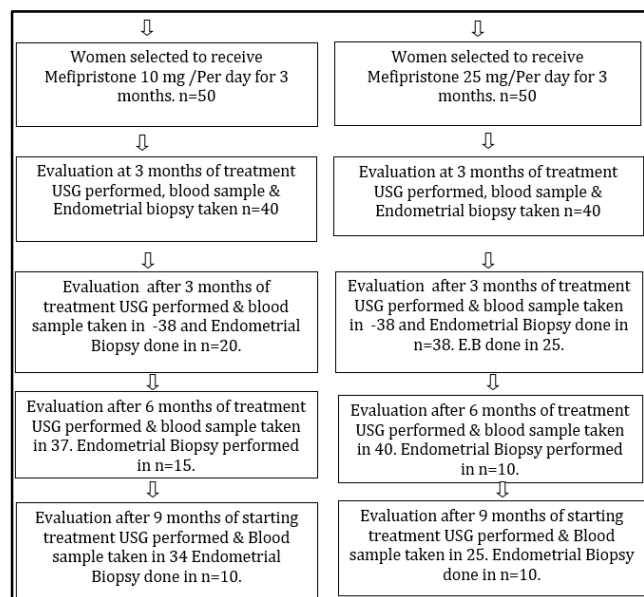 Women selected to receive
Mefipristone 10 mg /Per day for 3
months. n=50
Evaluation at 3 months of treatment
USG performed, blood sample &
Endometrial biopsy taken n=40
Evaluation after 3 months of
treatment USG performed & blood
sample taken in -38 and Endometrial
Biopsy done in n=20.
Evaluation after 6 months of treatment
USG performed & blood sample taken
in 37. Endometrial Biopsy performed
in n=15.
Evaluation after 9 months of starting
treatment USG performed & Blood
sample taken in 34 Endometrial
Biopsy done in n=10.
Women selected to receive
Mefipristone 25 mg/Per day for 3
months. n=50
Evaluation at 3 months of treatment
USG performed, blood sample &
Endometrial biopsy taken n=40
Evaluation after 3 months of treatment
USG performed & blood sample taken
in -38 and Endometrial Biopsy done in
n=38. E.B done in 25.
Evaluation after 6 months of treatment
USG performed & blood sample taken
in 40. Endometrial Biopsy performed
in n=10.
Evaluation after 9 months of starting
treatment USG performed & Blood
sample taken in 25. Endometrial Biopsy
done in n=10.